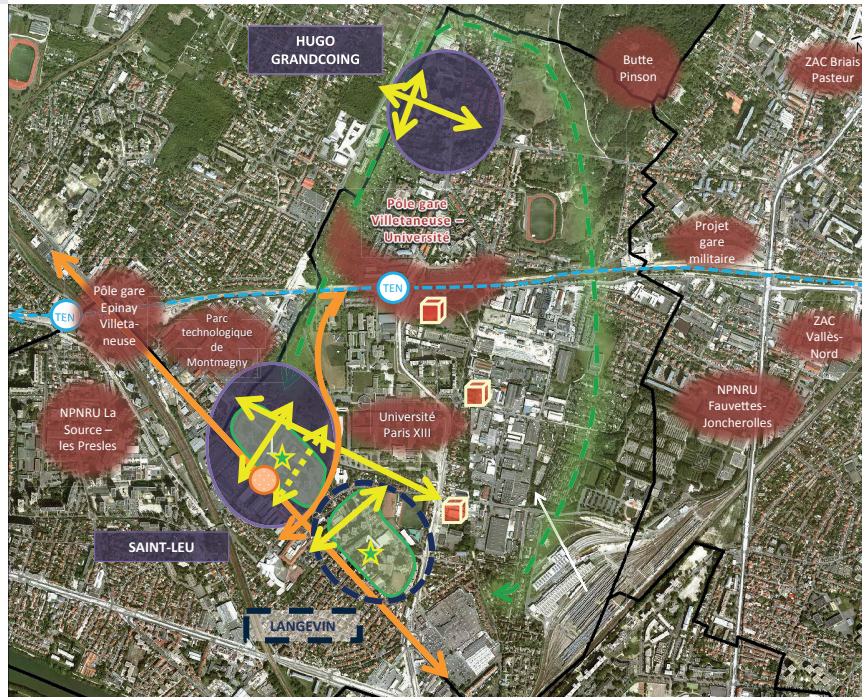 HUGO
GRANDCOING
Butte
Pinson
ZAC Briais
Pasteur
Pôle gare
Villetaneuse –
Université
Projet
gare
militaire
TEN
TEN
Pôle gare
Epinay
Villeta-
neuse
Parc
technologique
de
Montmagny
ZAC
Vallès-
Nord
NPNRU La
Source –
les Presles
Université
Paris XIII
NPNRU
Fauvettes-
Joncherolles
SAINT-LEU
LANGEVIN